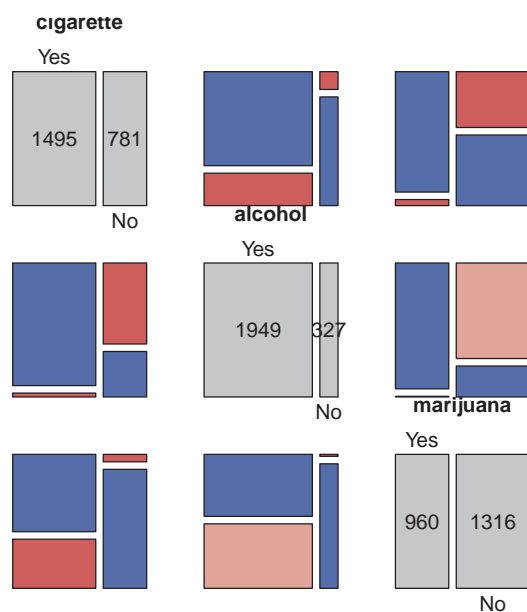 cigarette
Yes
1495 781
No
alcohol
Yes
1949 327
No
marijuana
Yes
960 1316
No